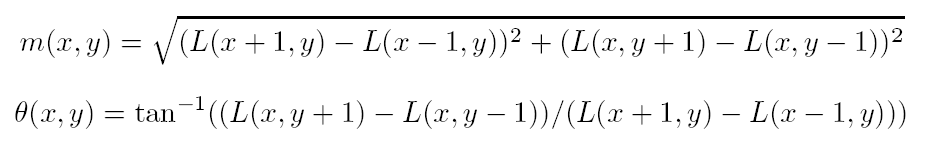 m(x, y) = √(L(x + 1, y) − L(x − 1, y))² + (L(x, y + 1) − L(x, y − 1))²
θ(x, y) = tan⁻¹((L(x, y + 1) − L(x, y − 1))/(L(x + 1, y) − L(x − 1, y)))